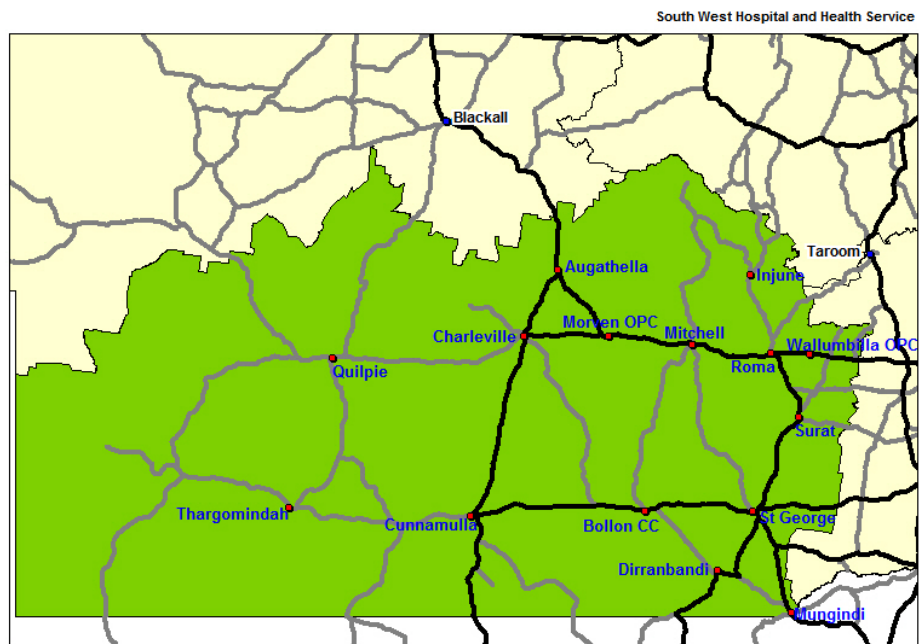 South West Hospital and Health Service
Blackall
Taroom
Augathella
Injune
Morven OPC
Charleville
Mitchell
Wallumbilla OPC
Roma
Quilpie
Surat
Thargomindah
Cunnamulla
Bollon CC
St George
Dirranbandi
Mungindi